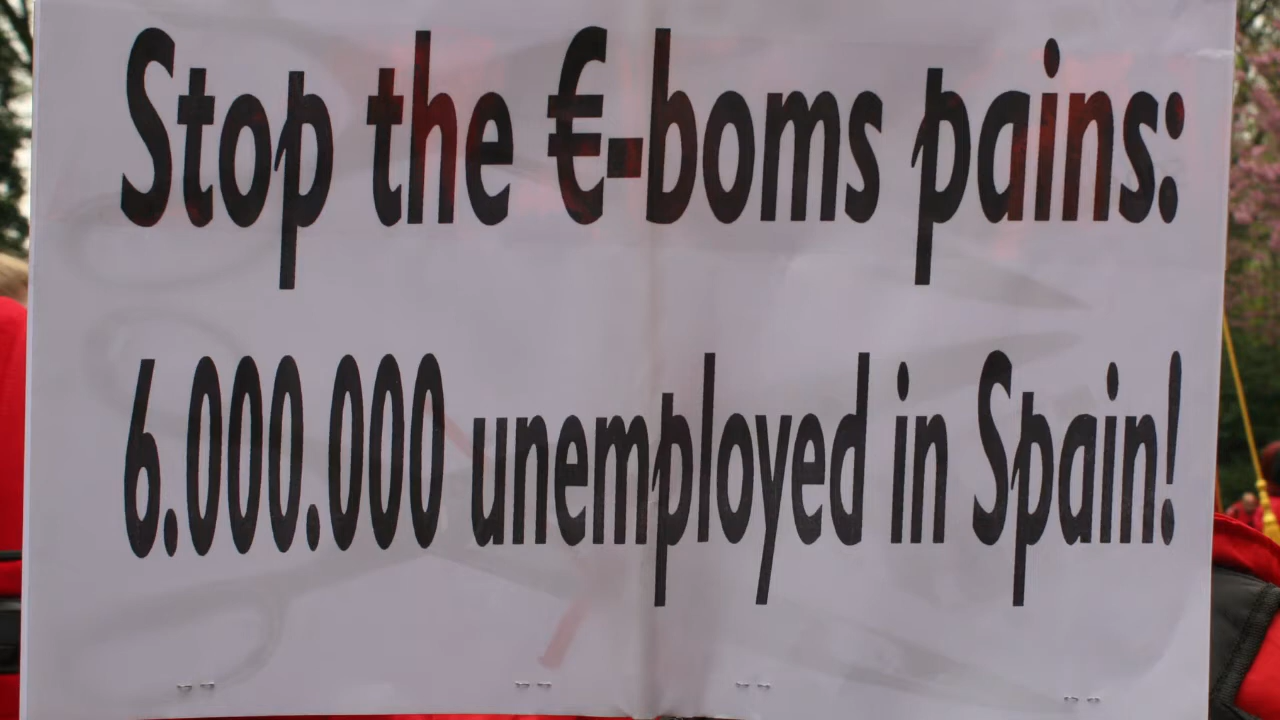 Stop the €-boms pains:
6.000.000 unemployed in Spain!